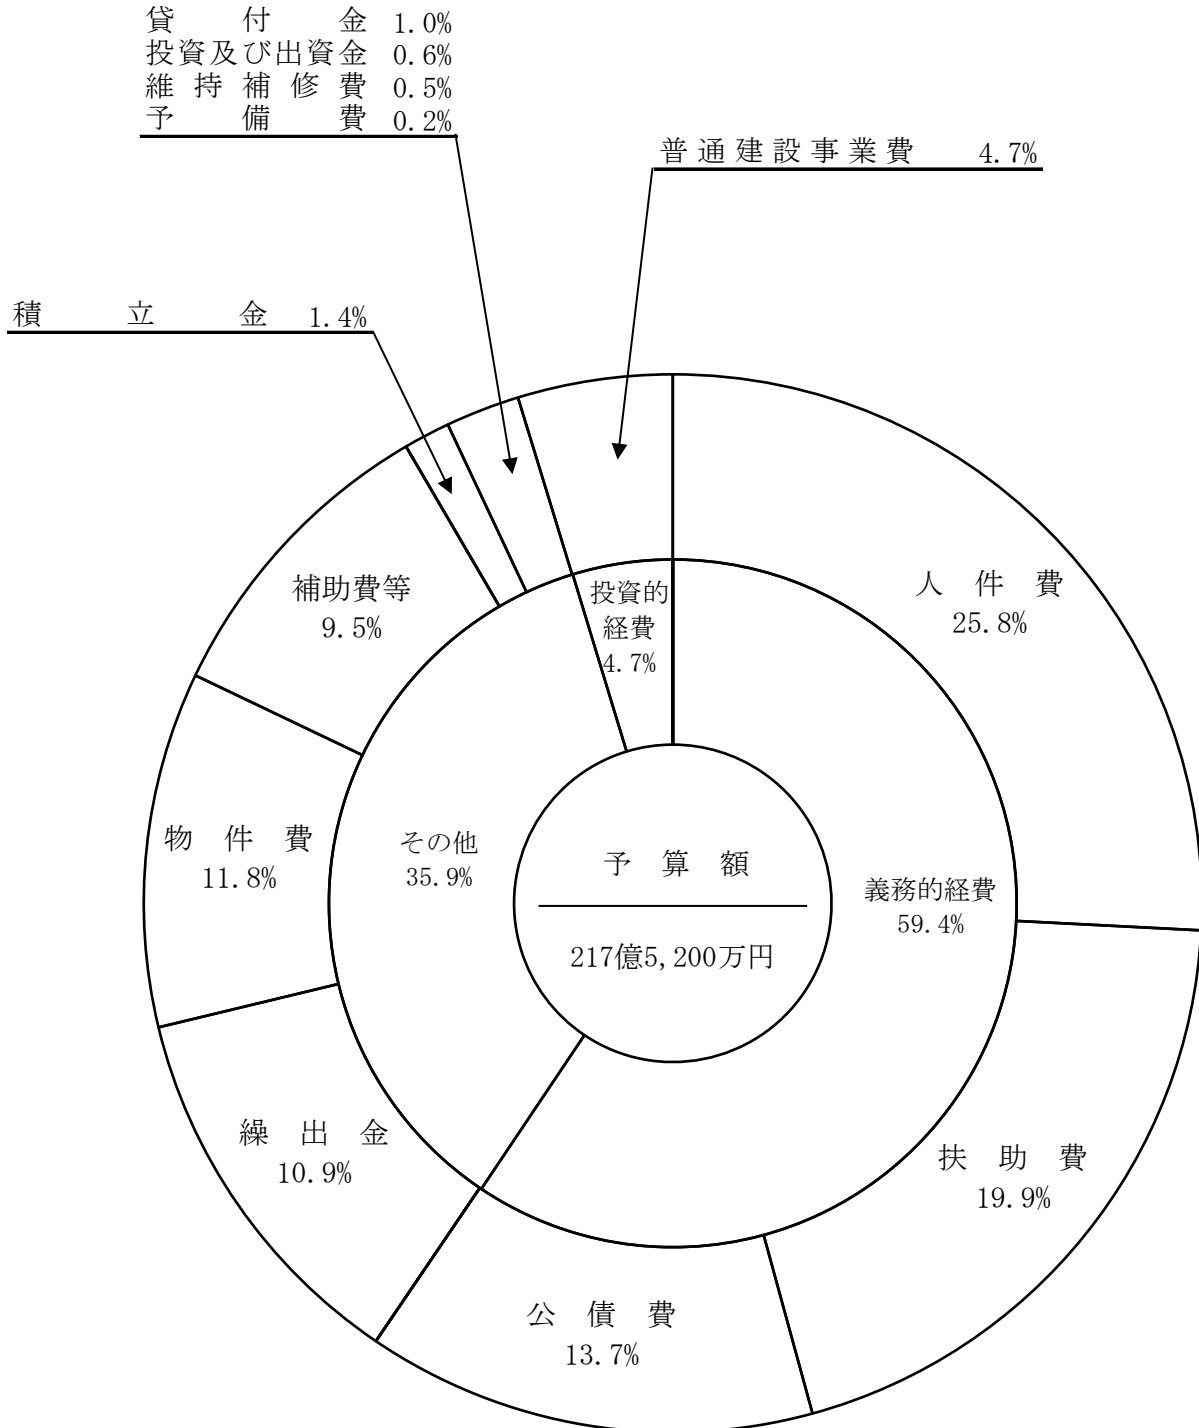 貸付金 1.0%
投資及び出資金 0.6%
維持補修費 0.5%
予備費 0.2%
普通建設事業費 4.7%
積立金 1.4%
人件費
25.8%
補助費等
9.5%
投資的
経費
4.7%
物件費
11.8%
その他
35.9%
予算額
217億5,200万円
義務的経費
59.4%
繰出金
10.9%
扶助費
19.9%
公債費
13.7%